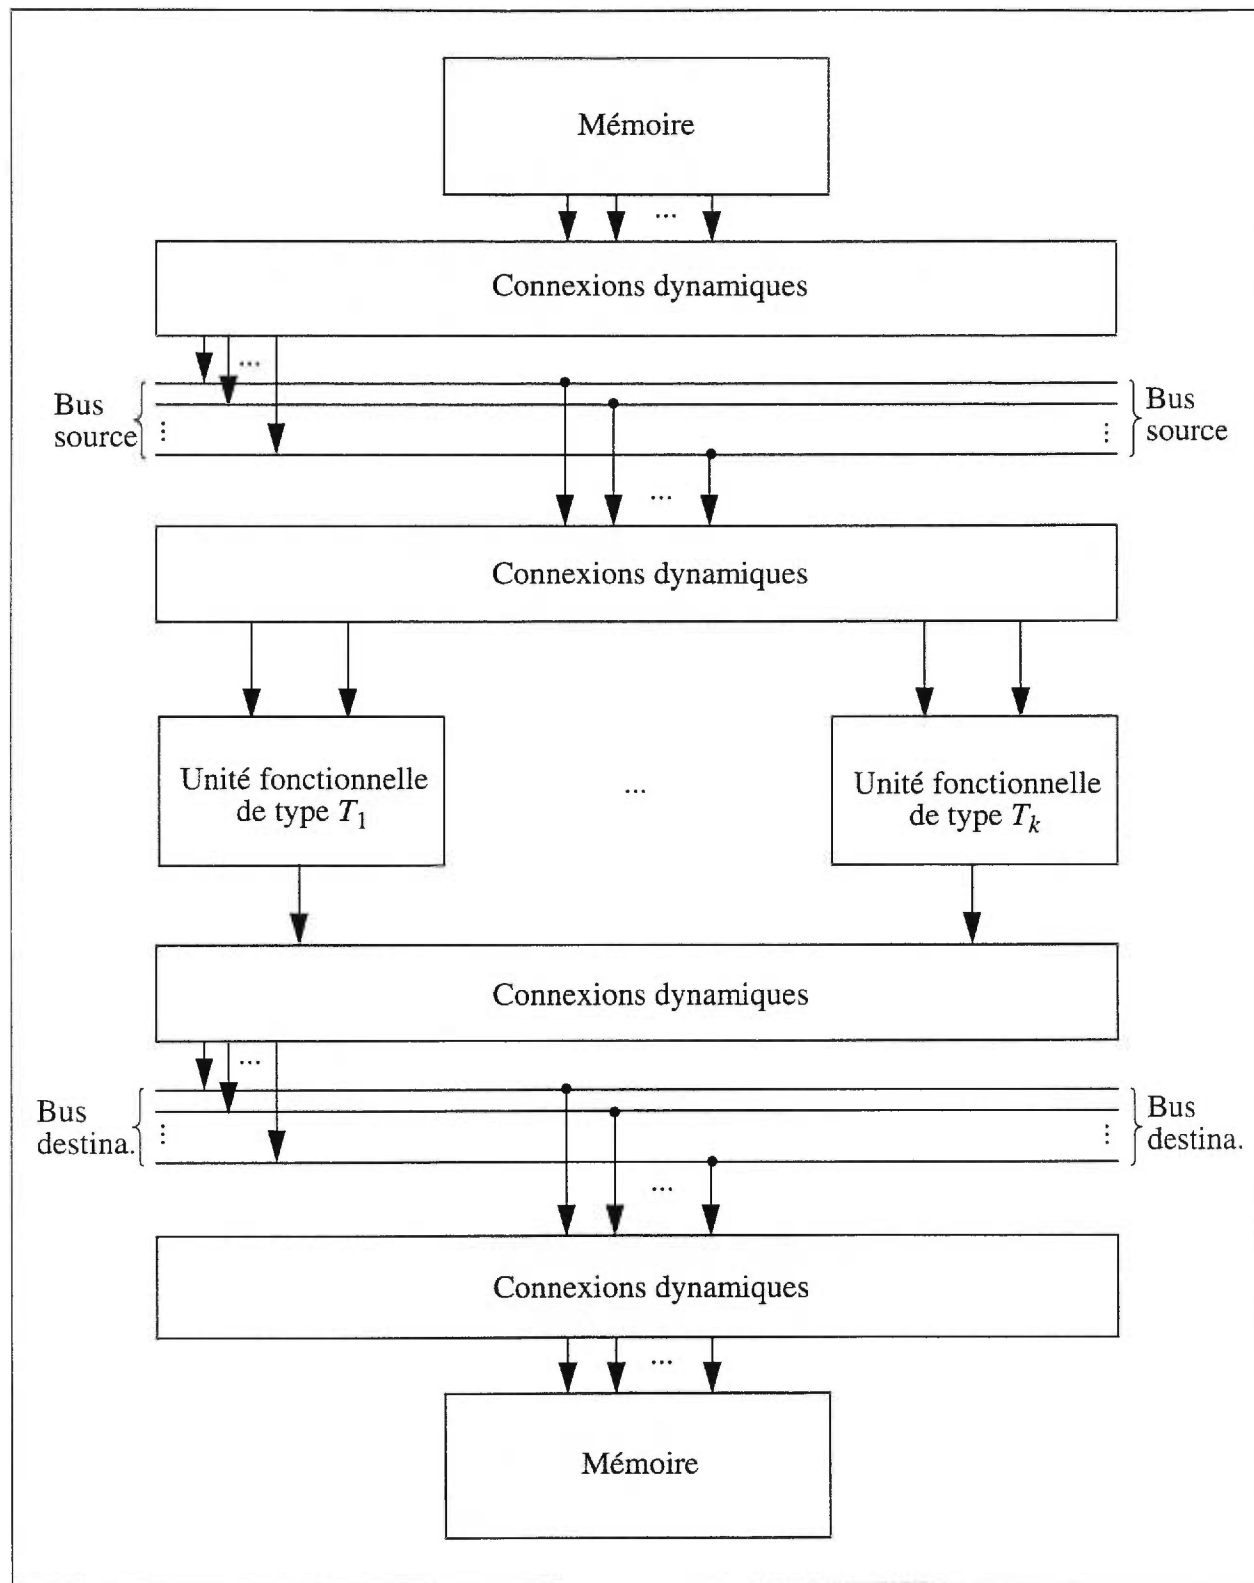 Mémoire
...
Connexions dynamiques
...
Bus
source
⋮
⋮
Bus
source
...
Connexions dynamiques
Unité fonctionnelle
de type T₁
...
Unité fonctionnelle
de type Tₖ
Connexions dynamiques
...
Bus
destina.
⋮
⋮
Bus
destina.
...
Connexions dynamiques
...
Mémoire